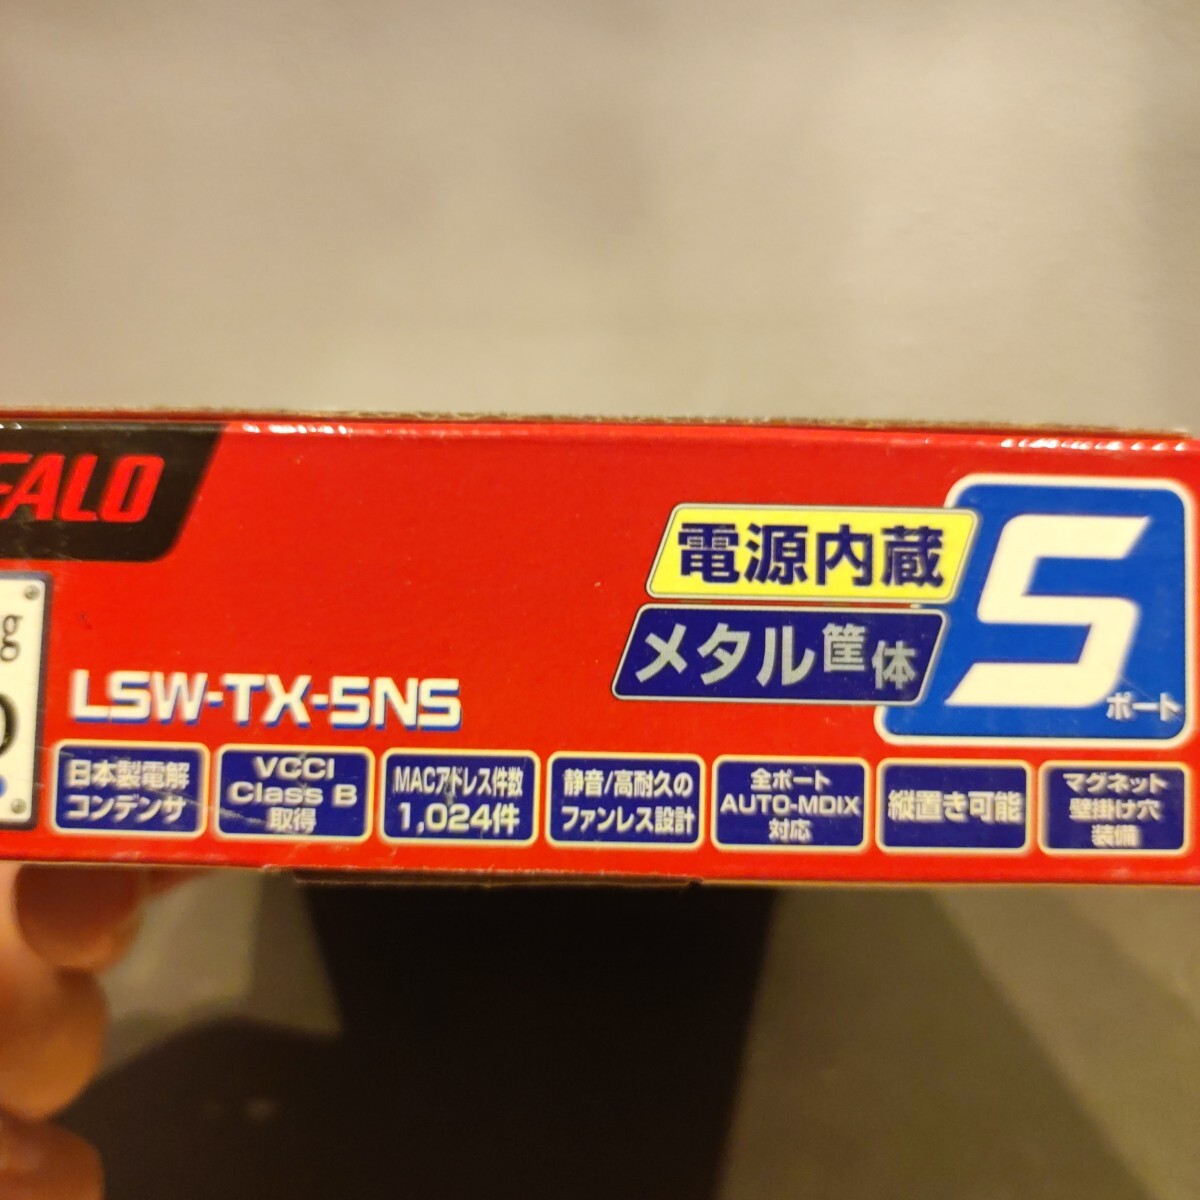 FALO
電源内蔵
メタル筐体
5
ポート
g
LSW-TX-5NS
日本製電解
コンデンサ
VCCI
Class B
取得
MACアドレス件数
1,024件
静音/高耐久の
ファンレス設計
全ポート
AUTO-MDIX
対応
縦置き可能
マグネット
壁掛け穴
装備